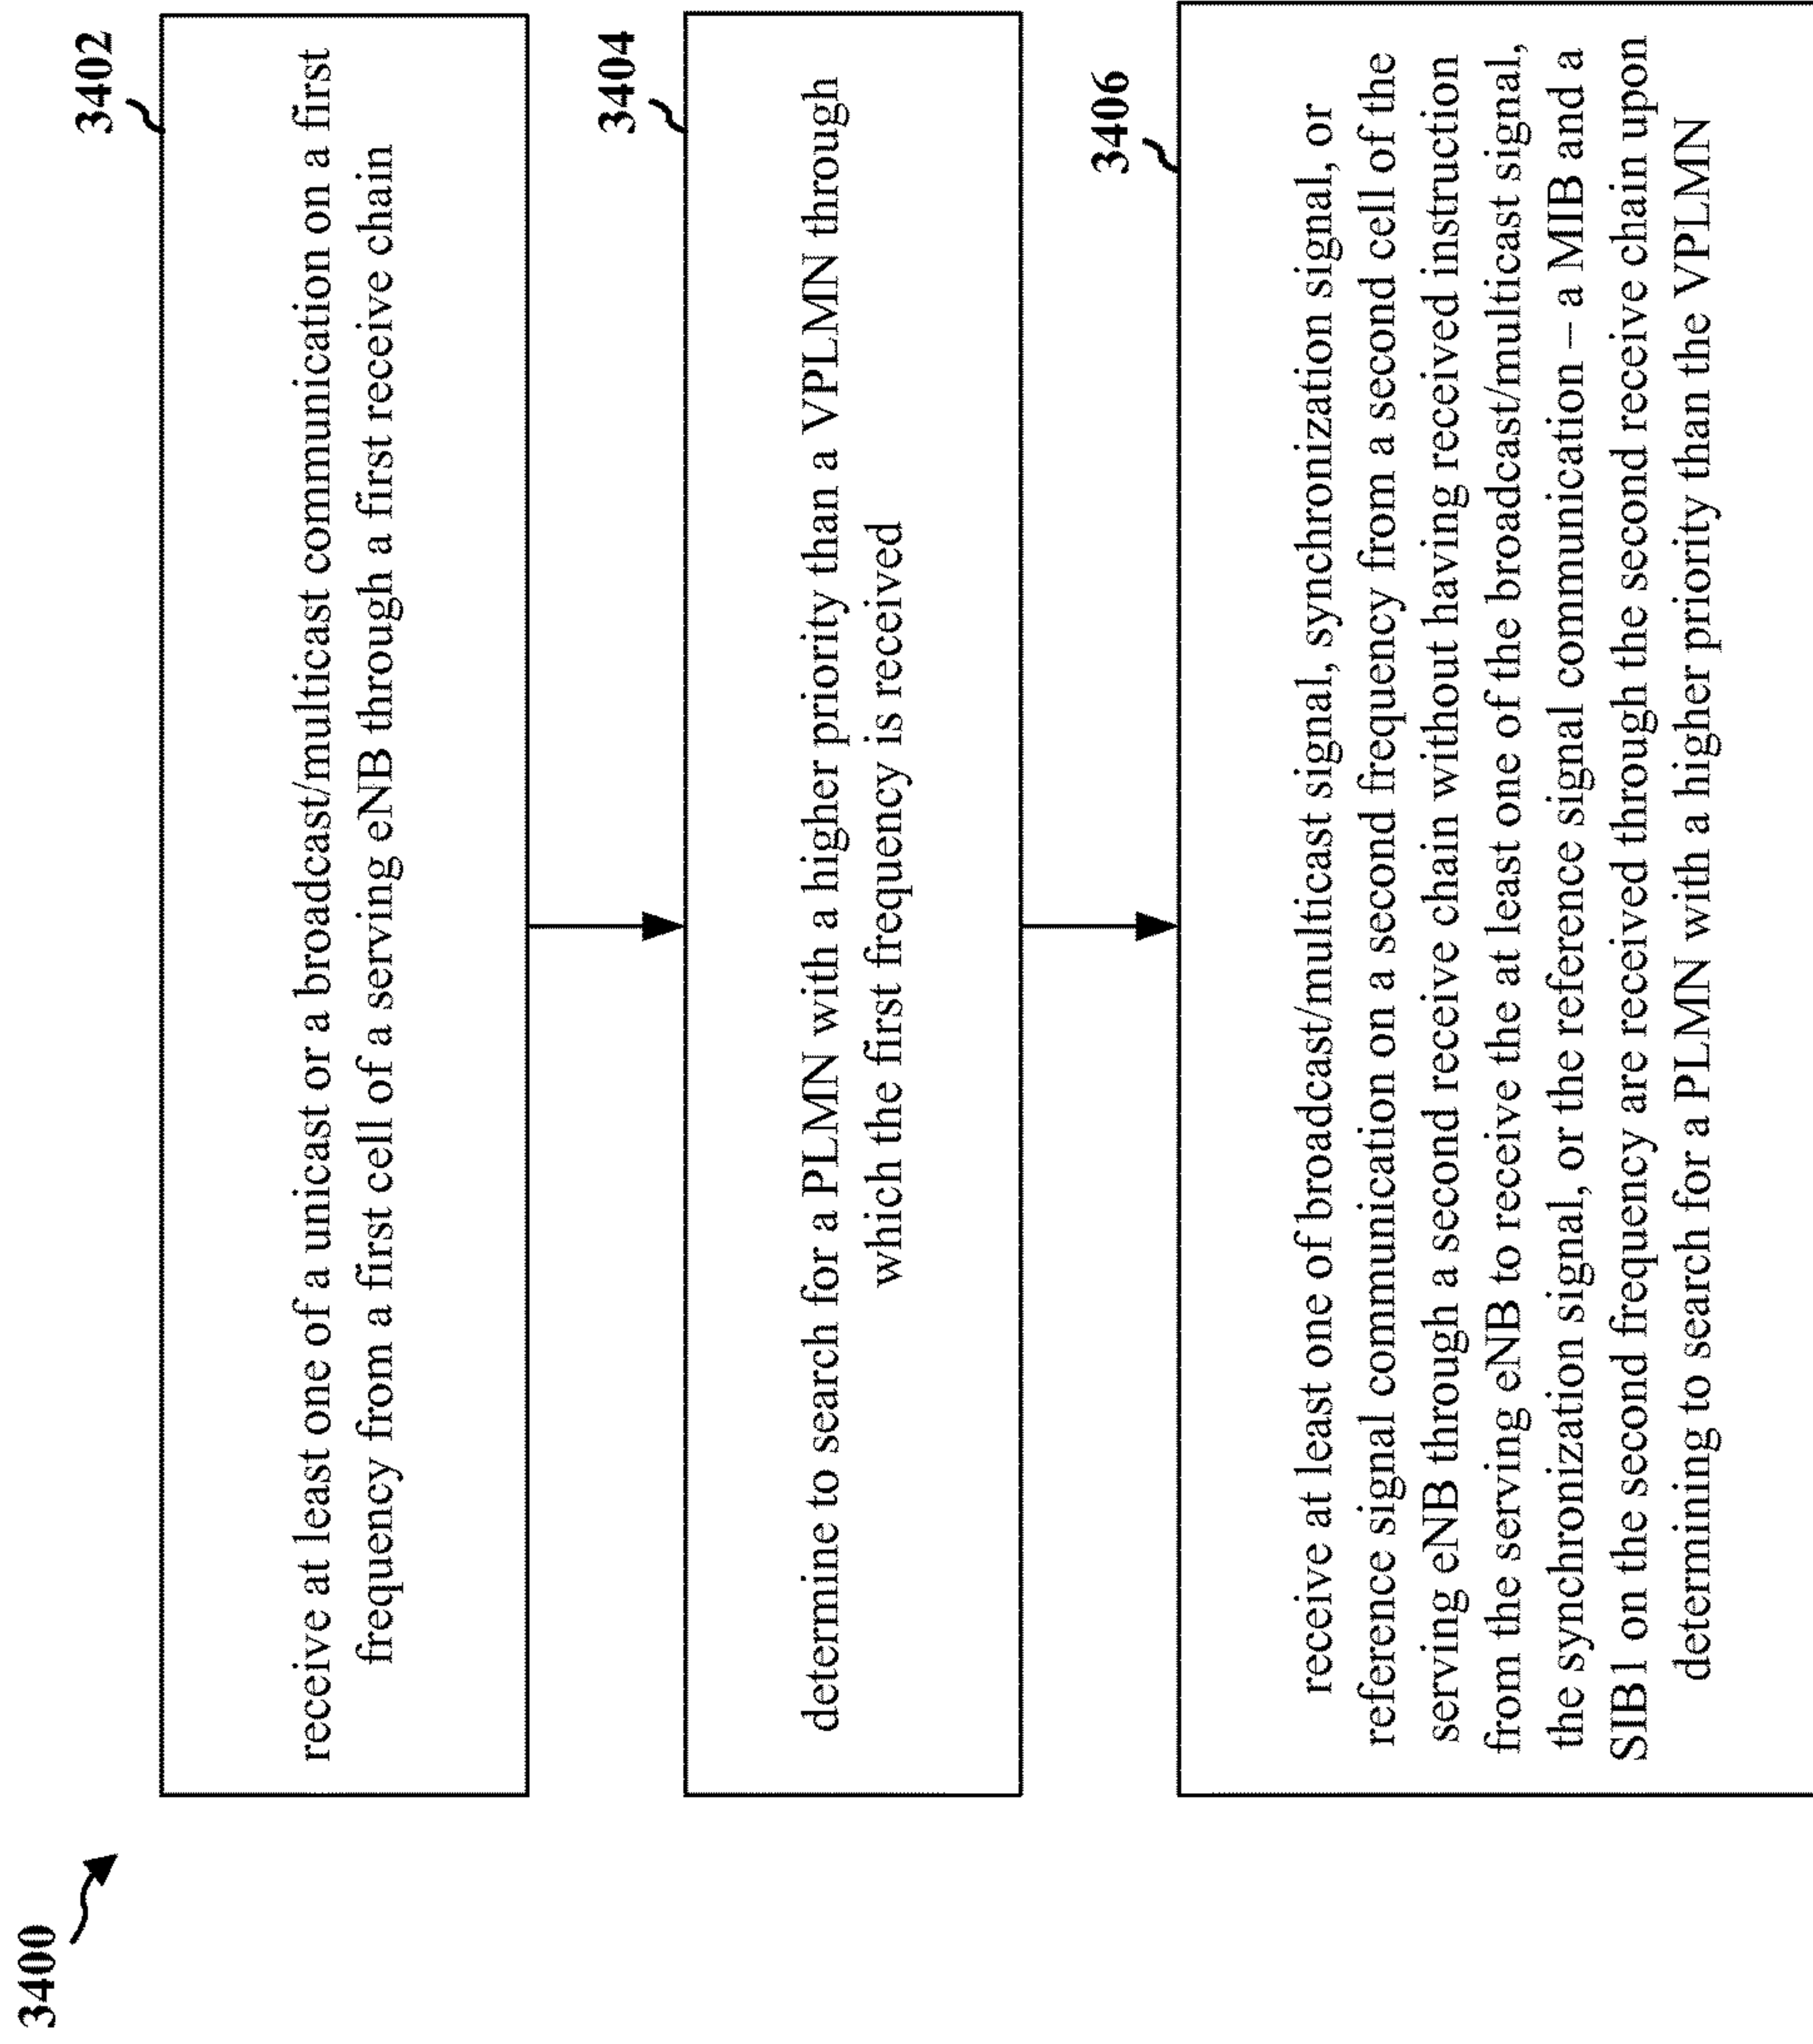 3400
3402
receive at least one of a unicast or a broadcast/multicast communication on a first
frequency from a first cell of a serving eNB through a first receive chain
3404
determine to search for a PLMN with a higher priority than a VPLMN through
which the first frequency is received
3406
receive at least one of broadcast/multicast signal, synchronization signal, or
reference signal communication on a second frequency from a second cell of the
serving eNB through a second receive chain without having received instruction
from the serving eNB to receive the at least one of the broadcast/multicast signal,
the synchronization signal, or the reference signal communication – a MIB and a
SIB1 on the second frequency are received through the second receive chain upon
determining to search for a PLMN with a higher priority than the VPLMN